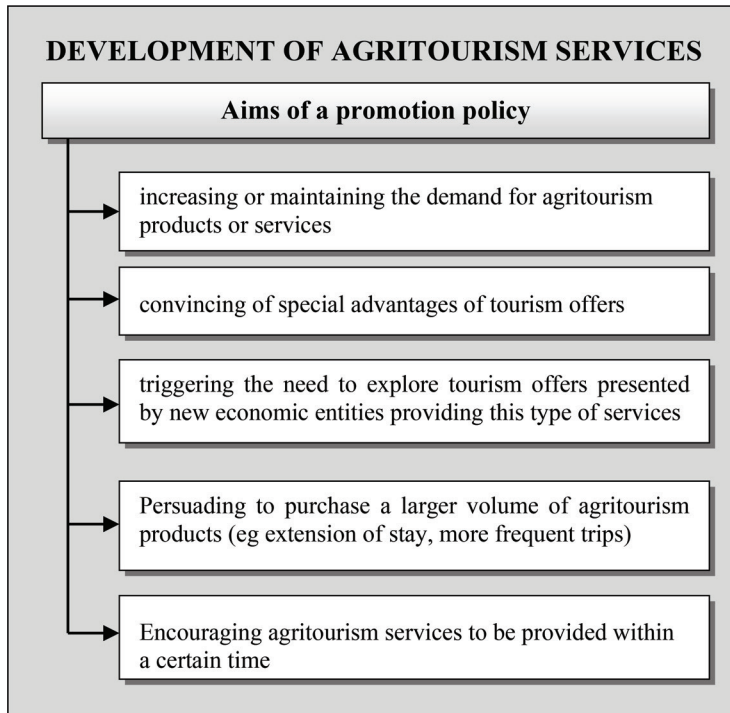 DEVELOPMENT OF AGRITOURISM SERVICES
Aims of a promotion policy
increasing or maintaining the demand for agritourism
products or services
convincing of special advantages of tourism offers
triggering the need to explore tourism offers presented
by new economic entities providing this type of services
Persuading to purchase a larger volume of agritourism
products (eg extension of stay, more frequent trips)
Encouraging agritourism services to be provided within
a certain time